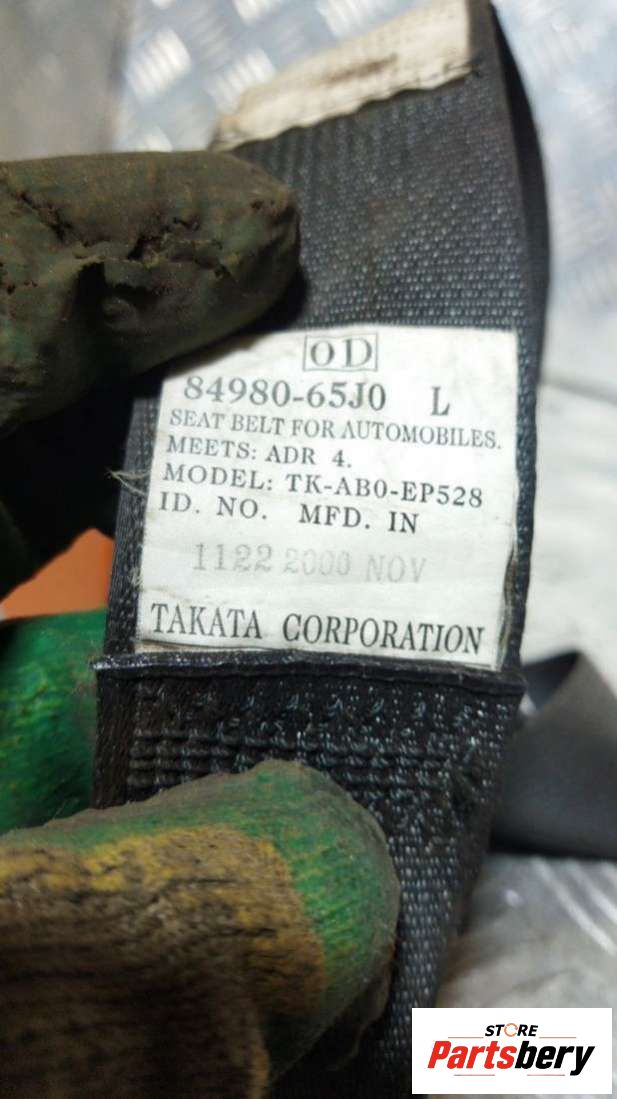 OD
84980-65J0 L
SEAT BELT FOR AUTOMOBILES.
MEETS: ADR 4.
MODEL: TK-AB0-EP528
ID. NO. MFD. IN
1122 2000 NOV
TAKATA CORPORATION
STORE
Partsbery